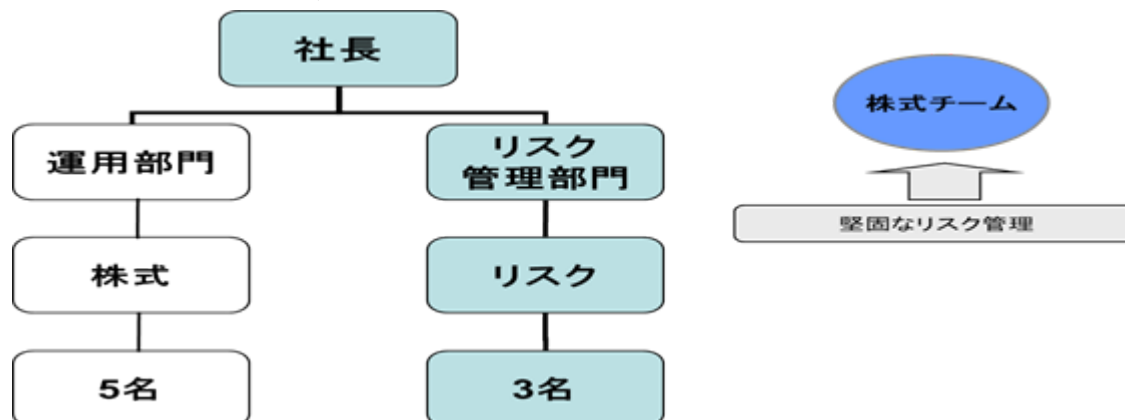 社長
運用部門
リスク
管理部門
株式
リスク
5名
3名
株式チーム
堅固なリスク管理